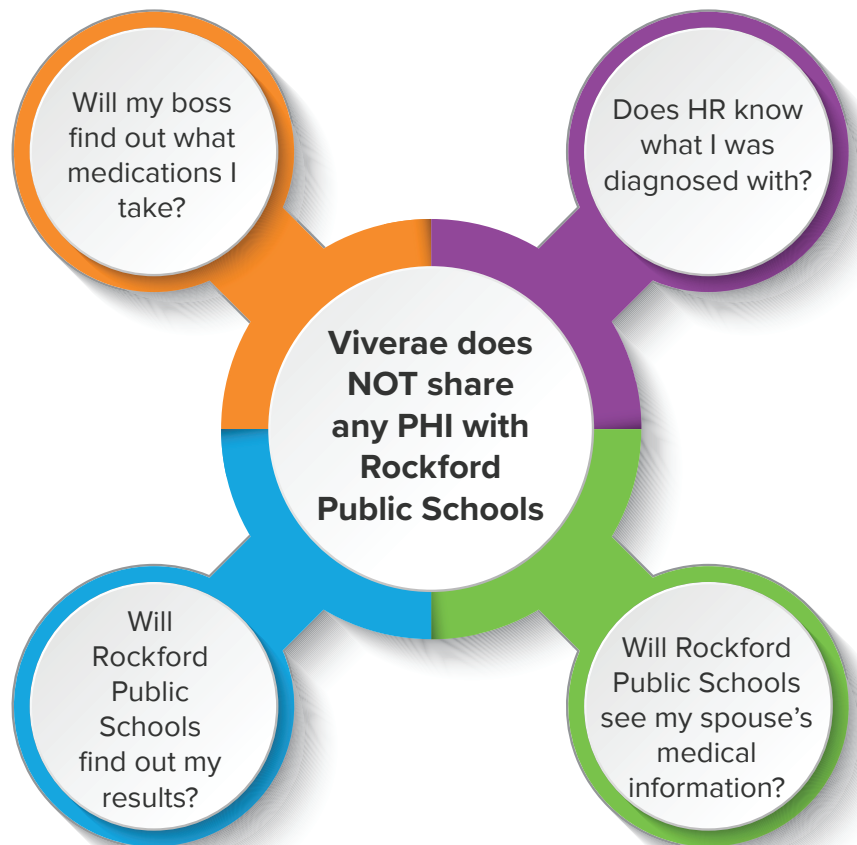 Will my boss
find out what
medications I
take?
Does HR know
what I was
diagnosed with?
Viverae does
NOT share
any PHI with
Rockford
Public Schools
Will
Rockford
Public
Schools
find out my
results?
Will Rockford
Public Schools
see my spouse’s
medical
information?